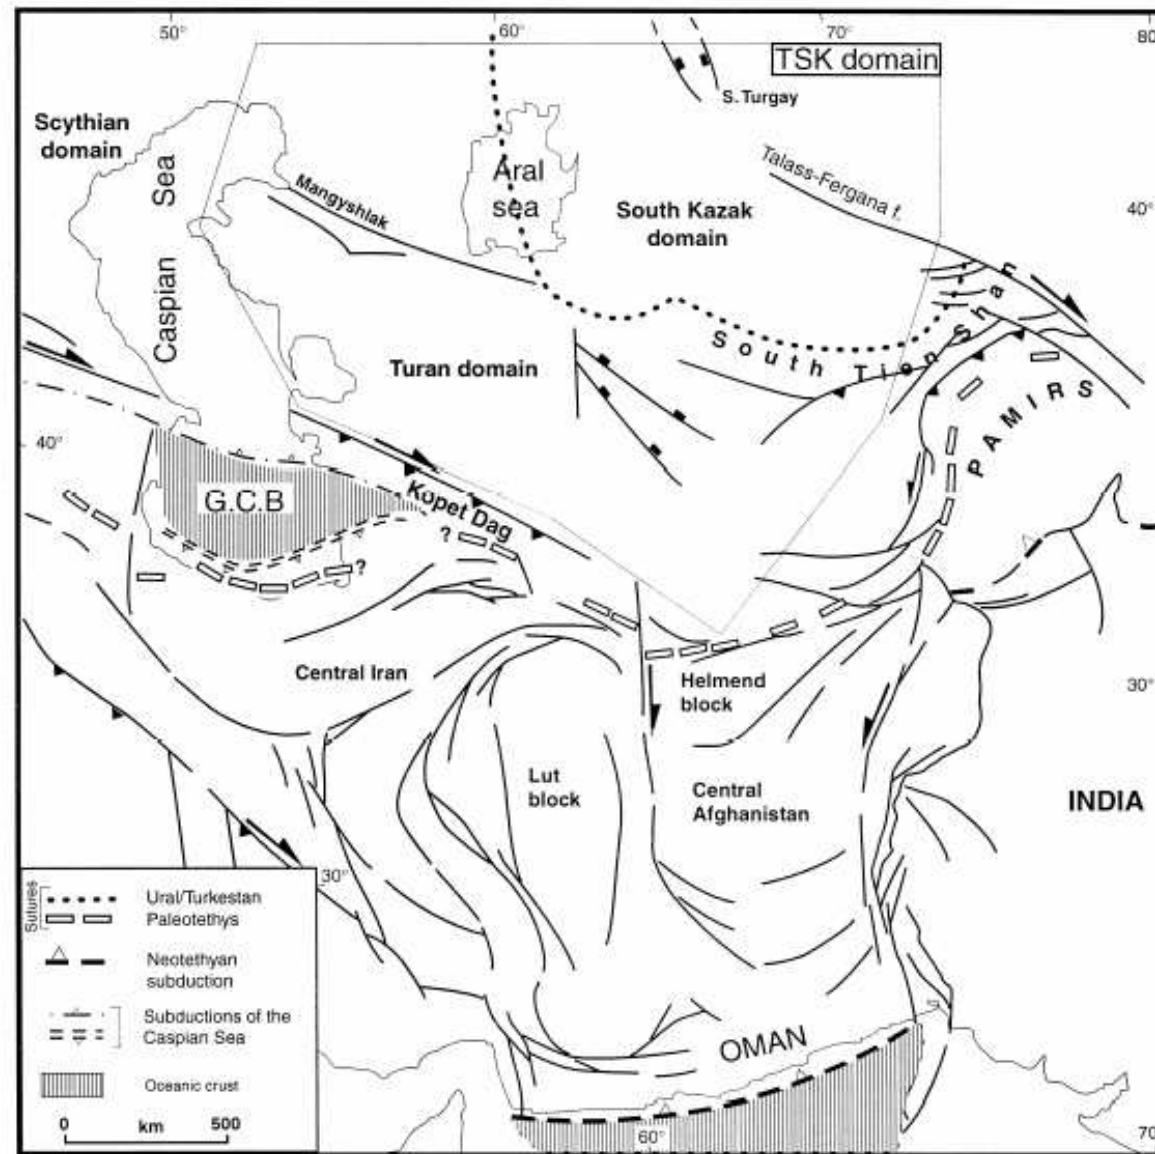 50°
60°
70°
80
TSK domain
S. Turgay
Scythian
domain
Caspian Sea
Aral
sea
Mangyshlak
Talass-Fergana f.
South Kazak
domain
40°
South Tien Shan
Turan domain
PAMIRS
40°
G.C.B
Kopet Dag
?
?
Central Iran
Helmend
block
30°
Lut
block
Central
Afghanistan
INDIA
30°
OMAN
60°
70
Sutures
Ural/Turkestan
Paleotethys
Neotethyan
subduction
Subductions of the
Caspian Sea
Oceanic crust
0 km 500